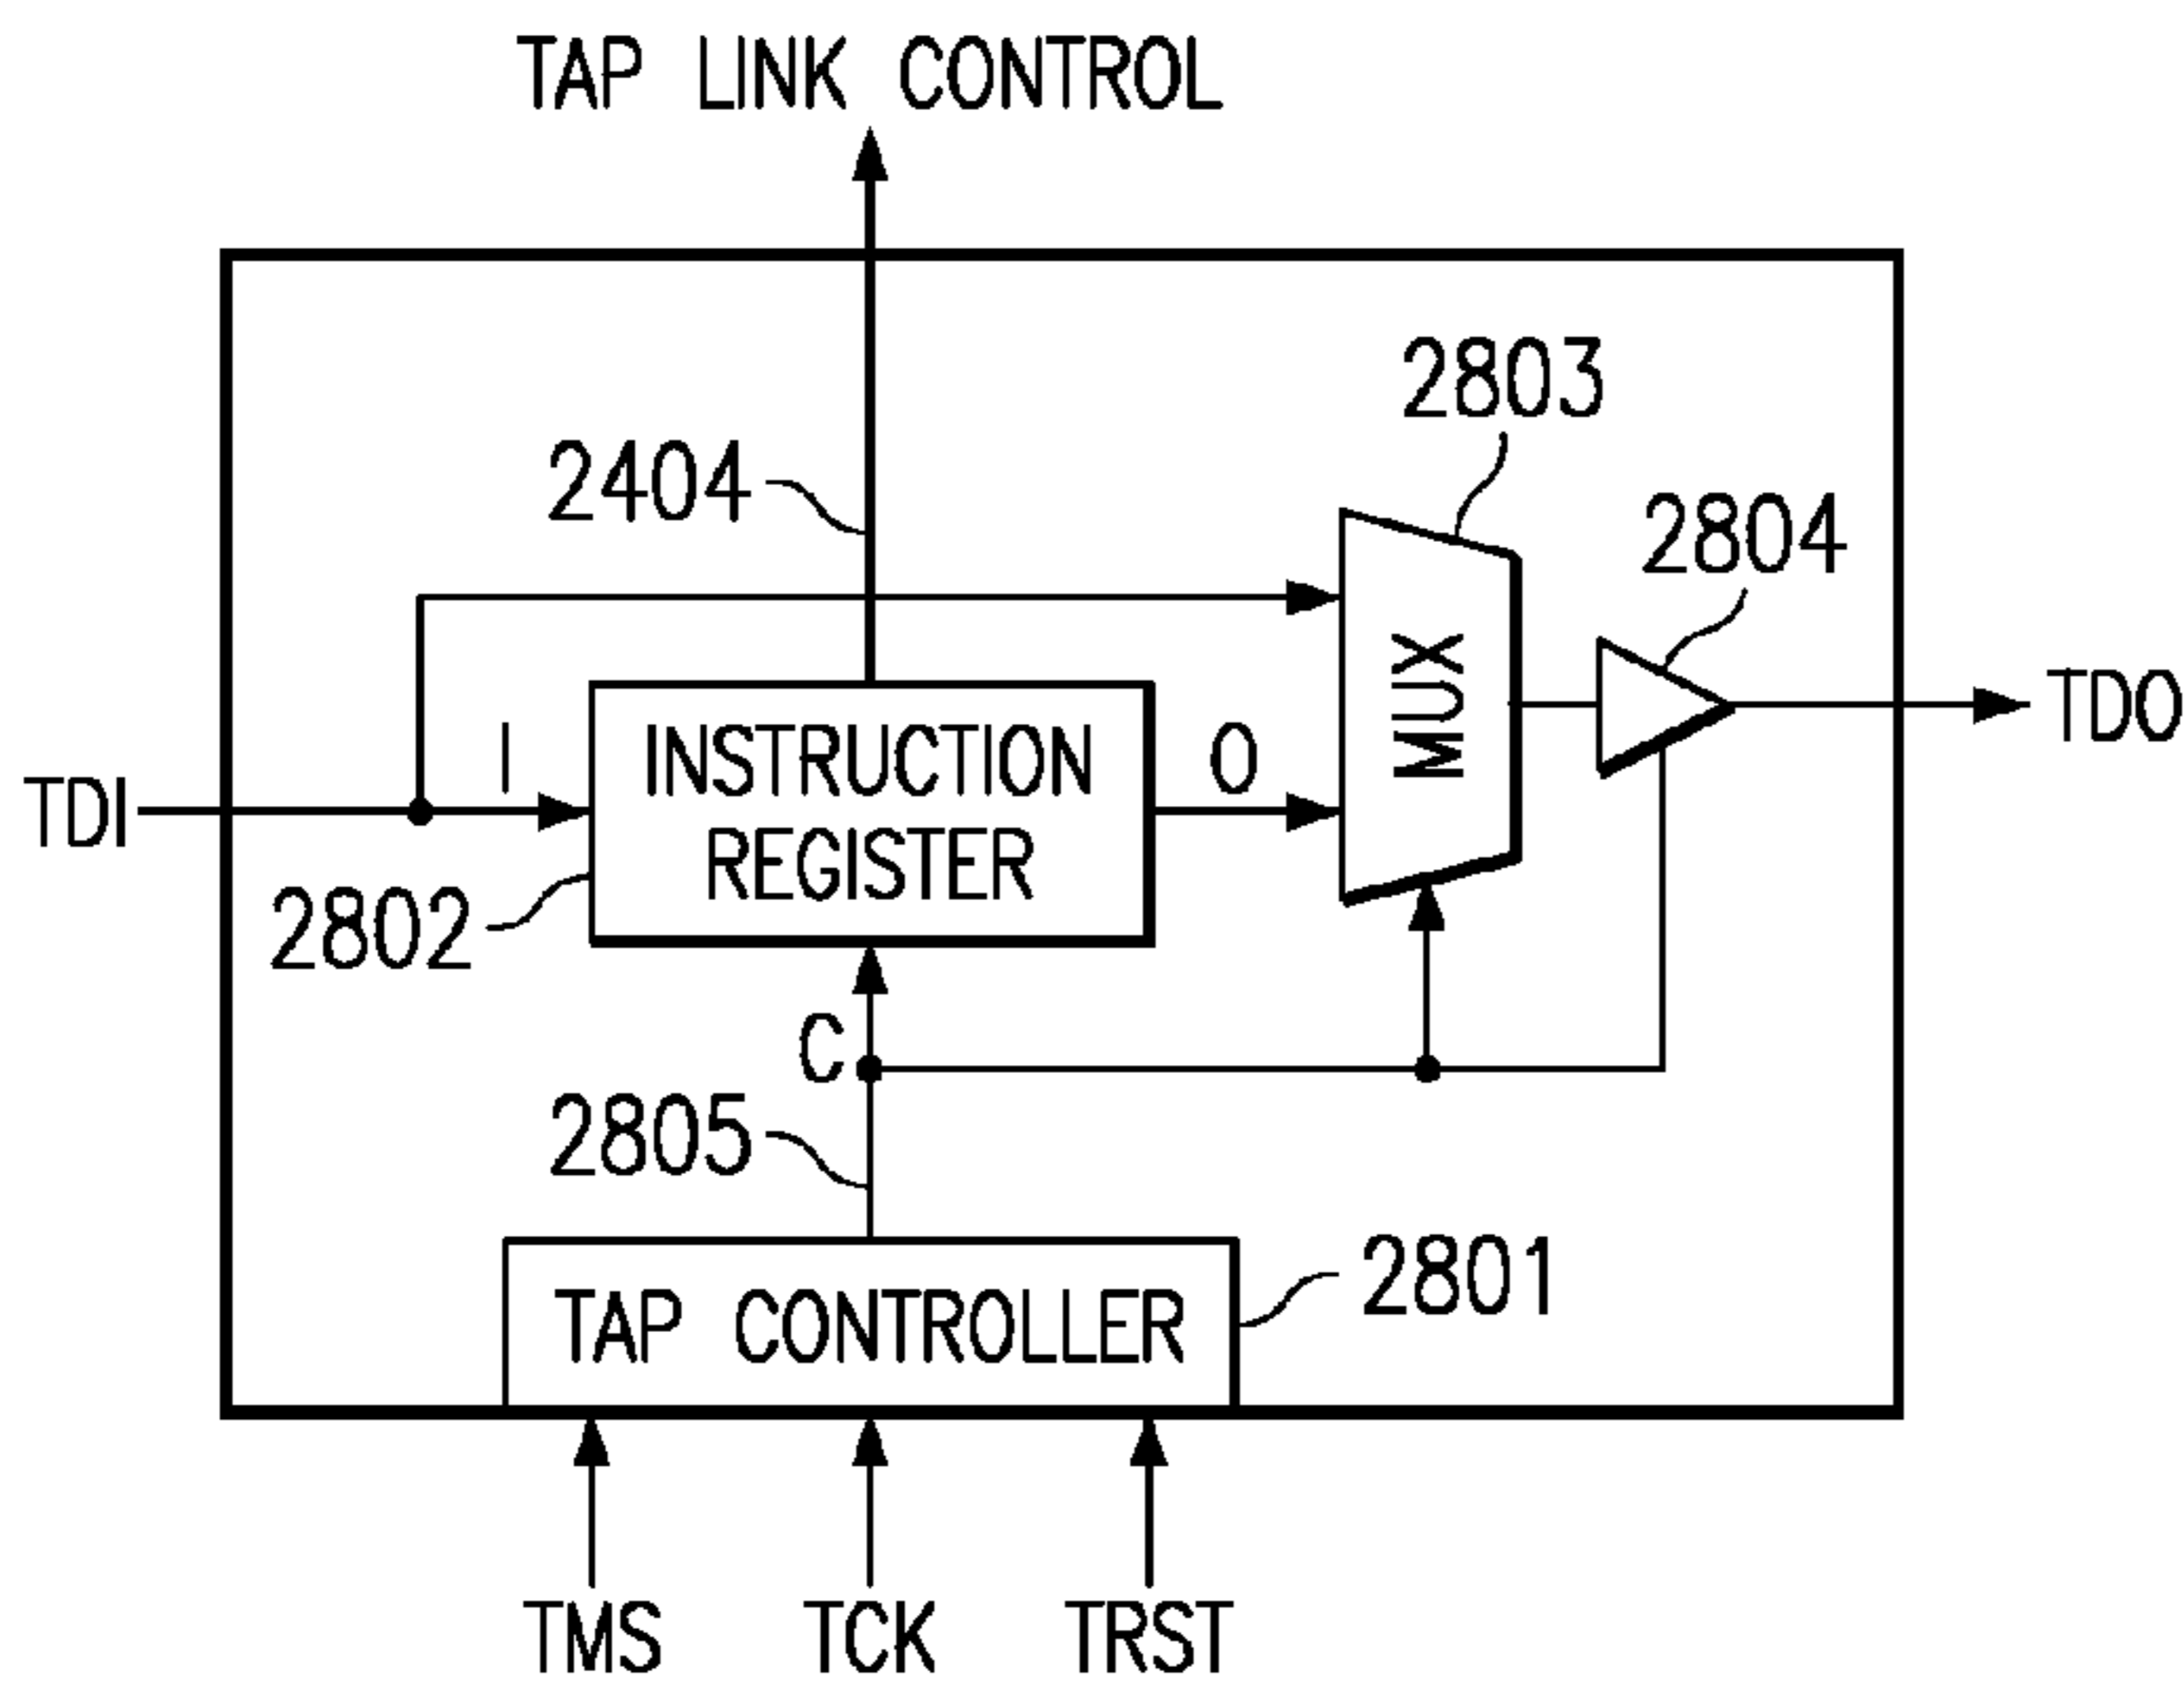 TAP LINK CONTROL
2803
2404
2804
MUX
TDO
I
INSTRUCTION
REGISTER
O
TDI
2802
C
2805
2801
TAP CONTROLLER
TMS
TCK
TRST